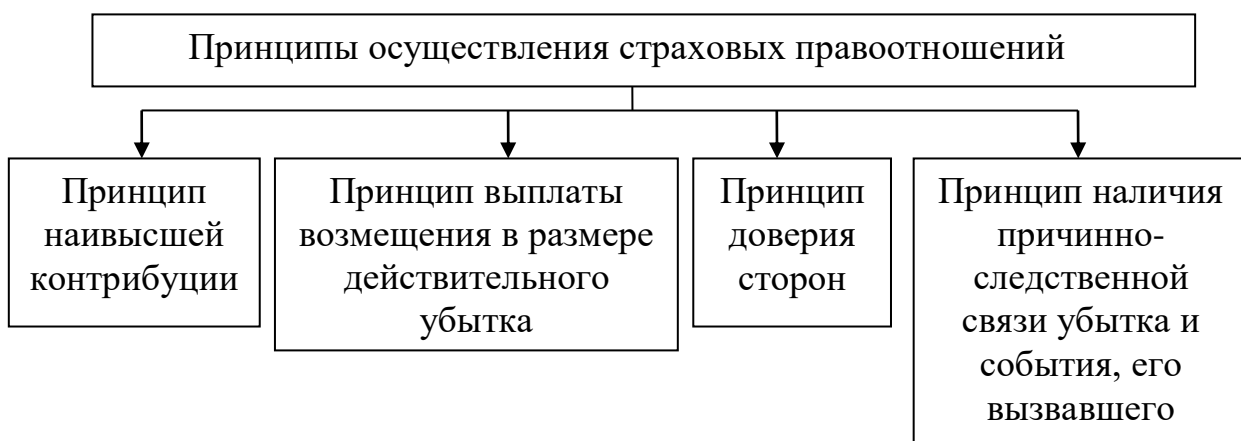 Принципы осуществления страховых правоотношений
Принцип
наивысшей
контрибуции
Принцип выплаты
возмещения в размере
действительного
убытка
Принцип
доверия
сторон
Принцип наличия
причинно-
следственной
связи убытка и
события, его
вызвавшего